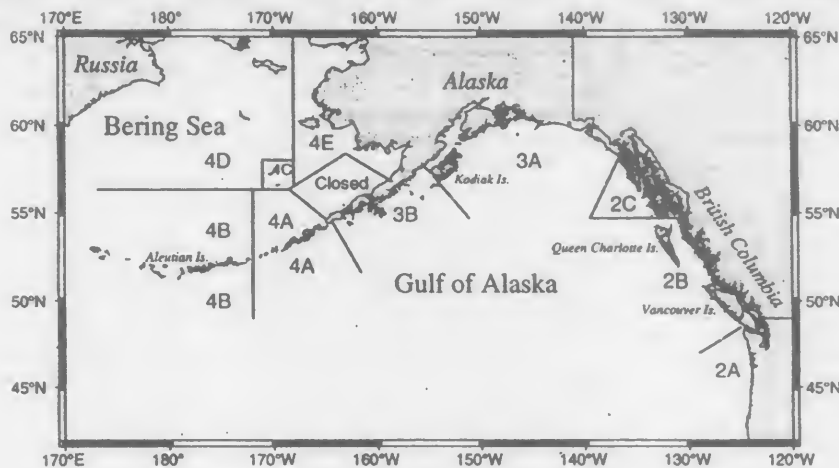 170°E 180° 170°W 160°W 150°W 140°W 130°W 120°W
65°N 65°N
Russia
Alaska
60°N 60°N
Bering Sea
4E
4D
4C
3A
Closed
Kodiak Is.
2C
British Columbia
55°N 55°N
4B
4A
3B
Aleutian Is.
4A
Queen Charlotte Is.
2B
Gulf of Alaska
50°N 50°N
4B
Vancouver Is.
2A
45°N 45°N
170°E 180° 170°W 160°W 150°W 140°W 130°W 120°W